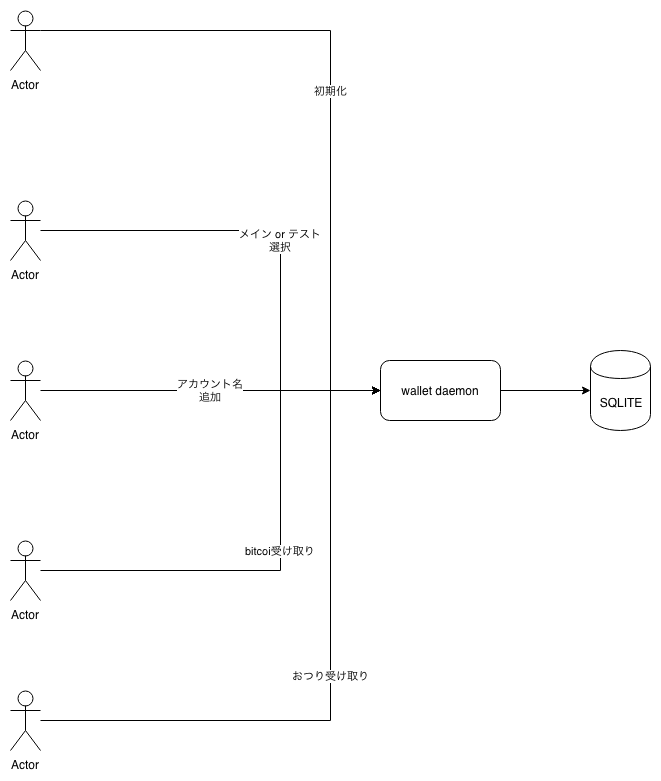 Actor
初期化
Actor
メイン or テスト
選択
Actor
アカウント名
追加
wallet daemon
SQLITE
Actor
bitcoi受け取り
Actor
おつり受け取り